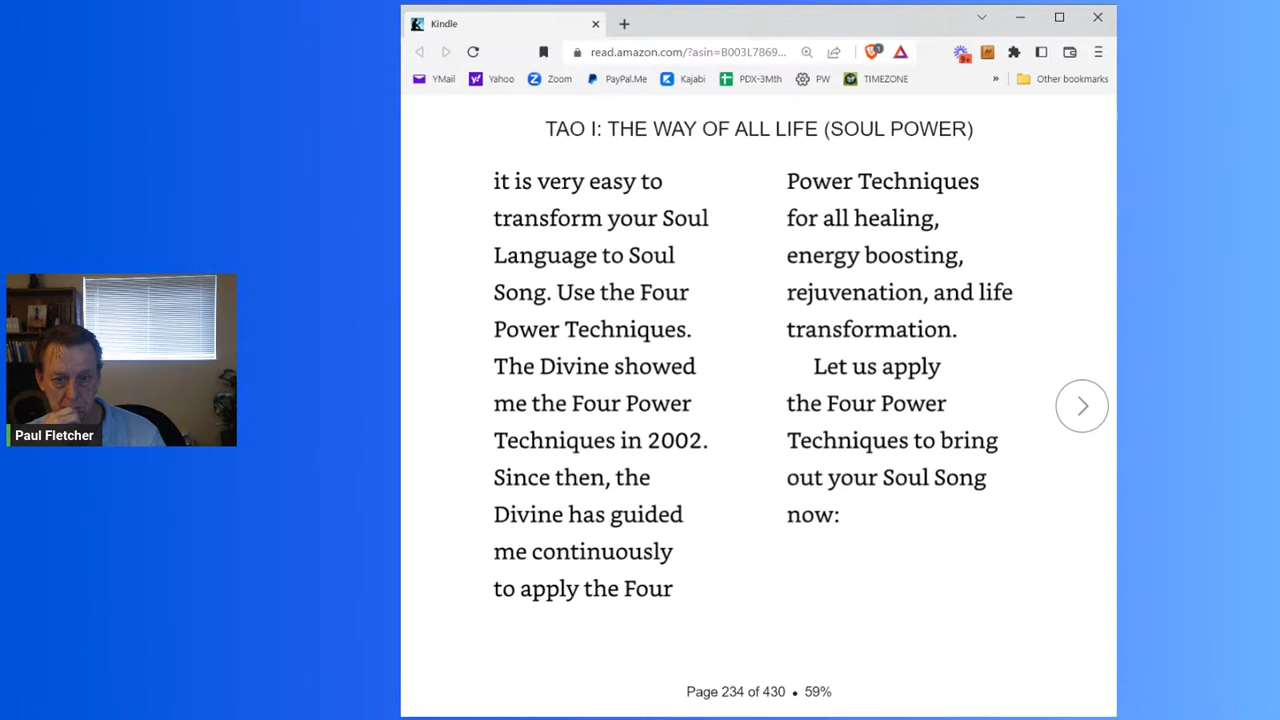 Kindle
read.amazon.com/?asin=B003L7869...
YMail
Yahoo
Zoom
PayPal.Me
Kajabi
PDX-3Mth
PW
TIMEZONE
»
Other bookmarks
TAO I: THE WAY OF ALL LIFE (SOUL POWER)
it is very easy to
transform your Soul
Language to Soul
Song. Use the Four
Power Techniques.
The Divine showed
me the Four Power
Techniques in 2002.
Since then, the
Divine has guided
me continuously
to apply the Four
Power Techniques
for all healing,
energy boosting,
rejuvenation, and life
transformation.
Let us apply
the Four Power
Techniques to bring
out your Soul Song
now:
Page 234 of 430 • 59%
Paul Fletcher